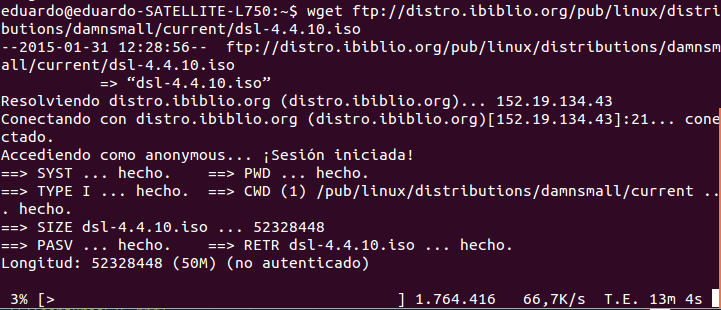 eduardo@eduardo-SATELLITE-L750:~$ wget ftp://distro.ibiblio.org/pub/linux/distri
butions/damnsmall/current/dsl-4.4.10.iso
--2015-01-31 12:28:56--  ftp://distro.ibiblio.org/pub/linux/distributions/damnsm
all/current/dsl-4.4.10.iso
           => “dsl-4.4.10.iso”
Resolviendo distro.ibiblio.org (distro.ibiblio.org)... 152.19.134.43
Conectando con distro.ibiblio.org (distro.ibiblio.org)[152.19.134.43]:21... cone
ctado.
Accediendo como anonymous... ¡Sesión iniciada!
==> SYST ... hecho.    ==> PWD ... hecho.
==> TYPE I ... hecho.  ==> CWD (1) /pub/linux/distributions/damnsmall/current ..
. hecho.
==> SIZE dsl-4.4.10.iso ... 52328448
==> PASV ... hecho.    ==> RETR dsl-4.4.10.iso ... hecho.
Longitud: 52328448 (50M) (no autenticado)
 3% [>                                      ] 1.764.416   66,7K/s  T.E. 13m 4s